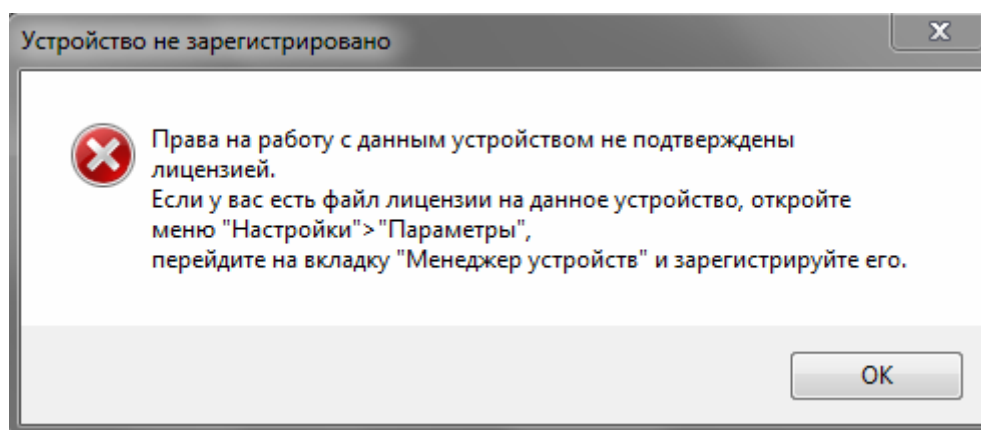 Устройство не зарегистрировано
Права на работу с данным устройством не подтверждены
лицензией.
Если у вас есть файл лицензии на данное устройство, откройте
меню "Настройки">"Параметры",
перейдите на вкладку "Менеджер устройств" и зарегистрируйте его.
OK